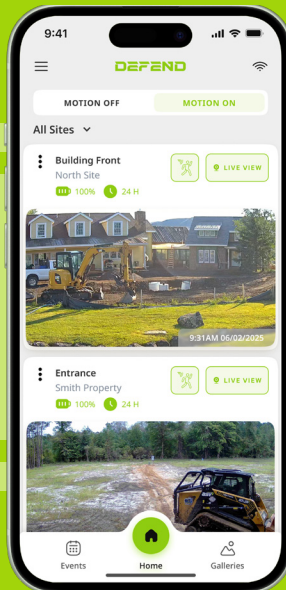 9:41
DEFEND
MOTION OFF MOTION ON
All Sites
Building Front
North Site
LIVE VIEW
100% 24 H
9:31AM 06/02/2025
Entrance
Smith Property
LIVE VIEW
100% 24 H
Events Home Galleries